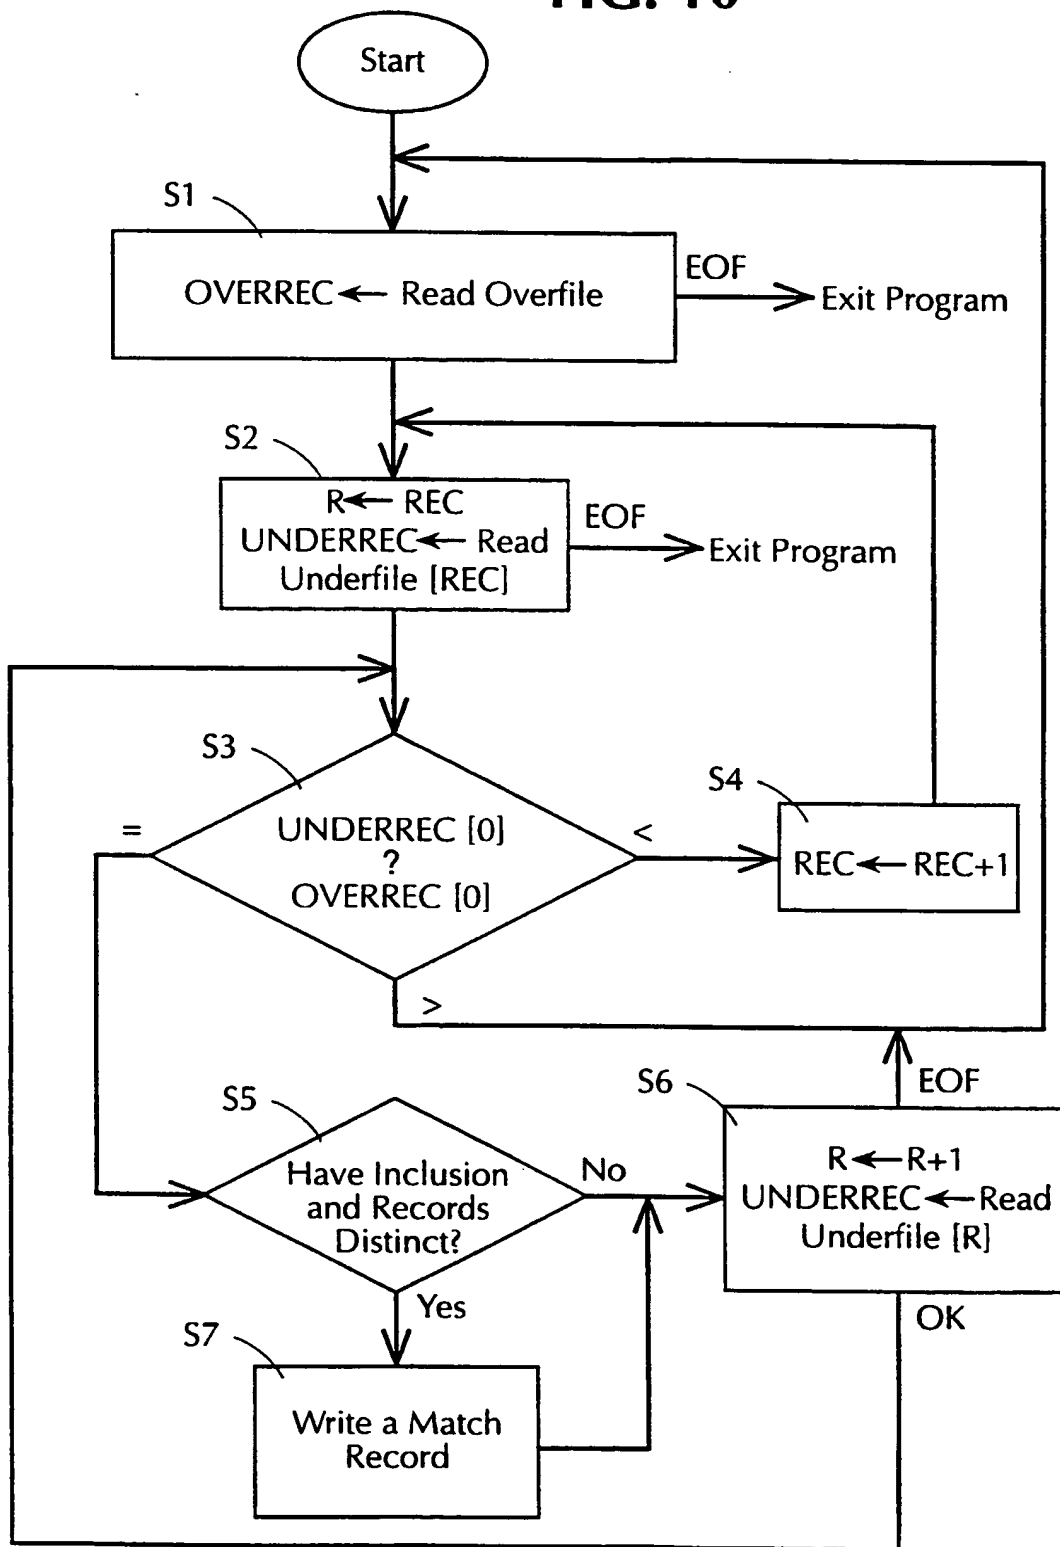 Start
S1
OVERREC ← Read Overfile
EOF
Exit Program
S2
R ← REC
UNDERREC ← Read
Underfile [REC]
EOF
Exit Program
S3
=
UNDERREC [0]
?
OVERREC [0]
<
S4
REC ← REC+1
>
S5
Have Inclusion
and Records
Distinct?
No
Yes
S6
EOF
R ← R+1
UNDERREC ← Read
Underfile [R]
OK
S7
Write a Match
Record